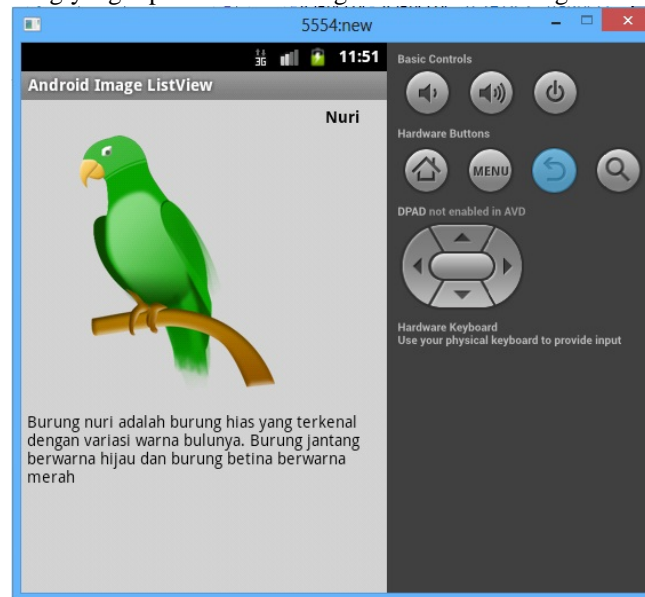 5554:new
3G 11:51
Android Image ListView
Nuri
Burung nuri adalah burung hias yang terkenal
dengan variasi warna bulunya. Burung jantang
berwarna hijau dan burung betina berwarna
merah
Basic Controls
Hardware Buttons
MENU
DPAD not enabled in AVD
Hardware Keyboard
Use your physical keyboard to provide input